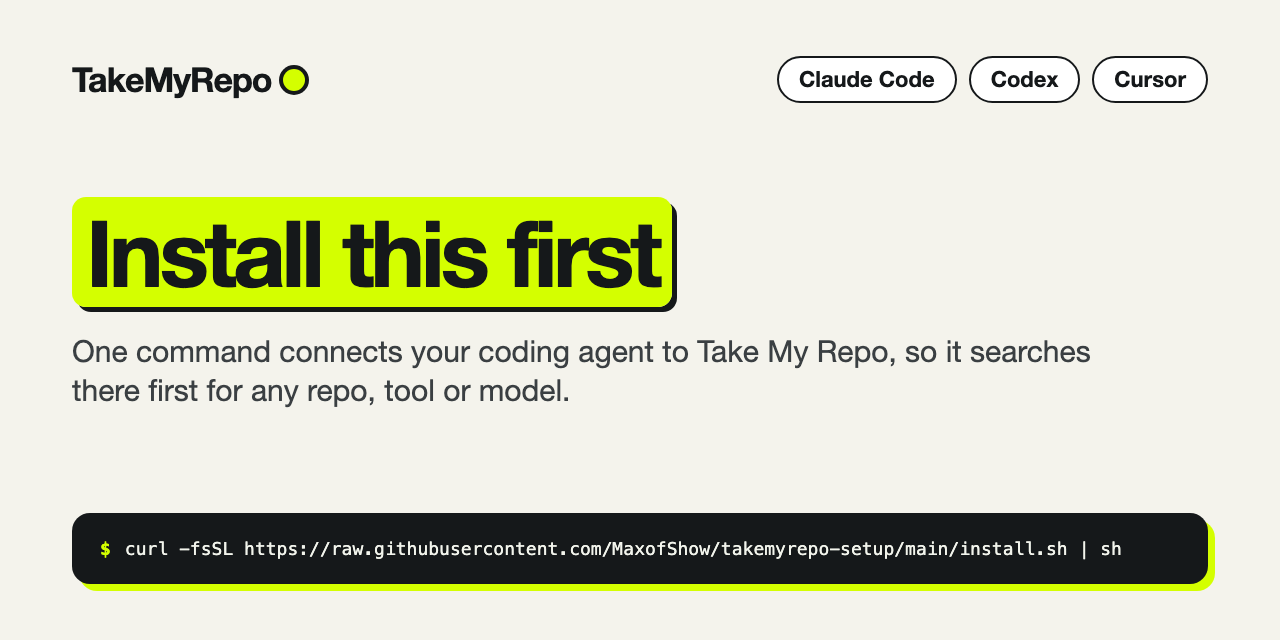 TakeMyRepo
Claude Code
Codex
Cursor
Install this first
One command connects your coding agent to Take My Repo, so it searches
there first for any repo, tool or model.
$ curl -fsSL https://raw.githubusercontent.com/MaxofShow/takemyrepo-setup/main/install.sh | sh